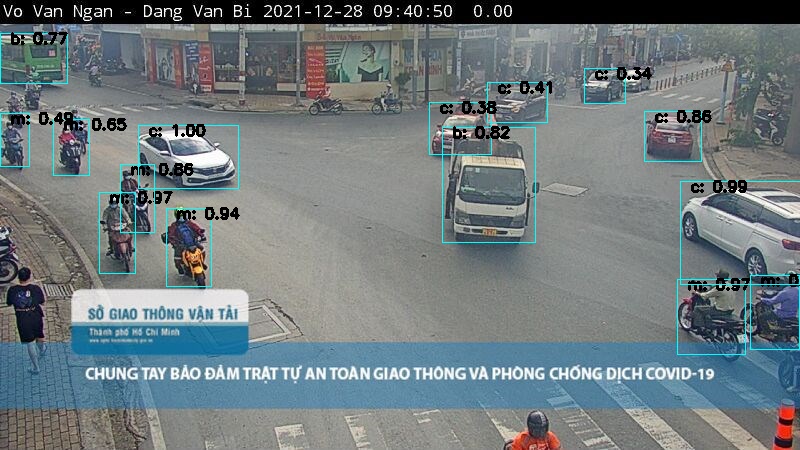 Vo Van Ngan - Dang Van Bi 2021-12-28 09:40:50 0.00
b: 0.77
c: 0.34
c: 0.41
c: 0.38
m: 0.49
m: 0.65
c: 1.00
b: 0.82
c: 0.86
m: 0.86
c: 0.99
m: 0.97
m: 0.94
m: 0.97
SỞ GIAO THÔNG VẬN TẢI
Thành phố Hồ Chí Minh
CHUNG TAY BẢO ĐẢM TRẬT TỰ AN TOÀN GIAO THÔNG VÀ PHÒNG CHỐNG DỊCH COVID-19